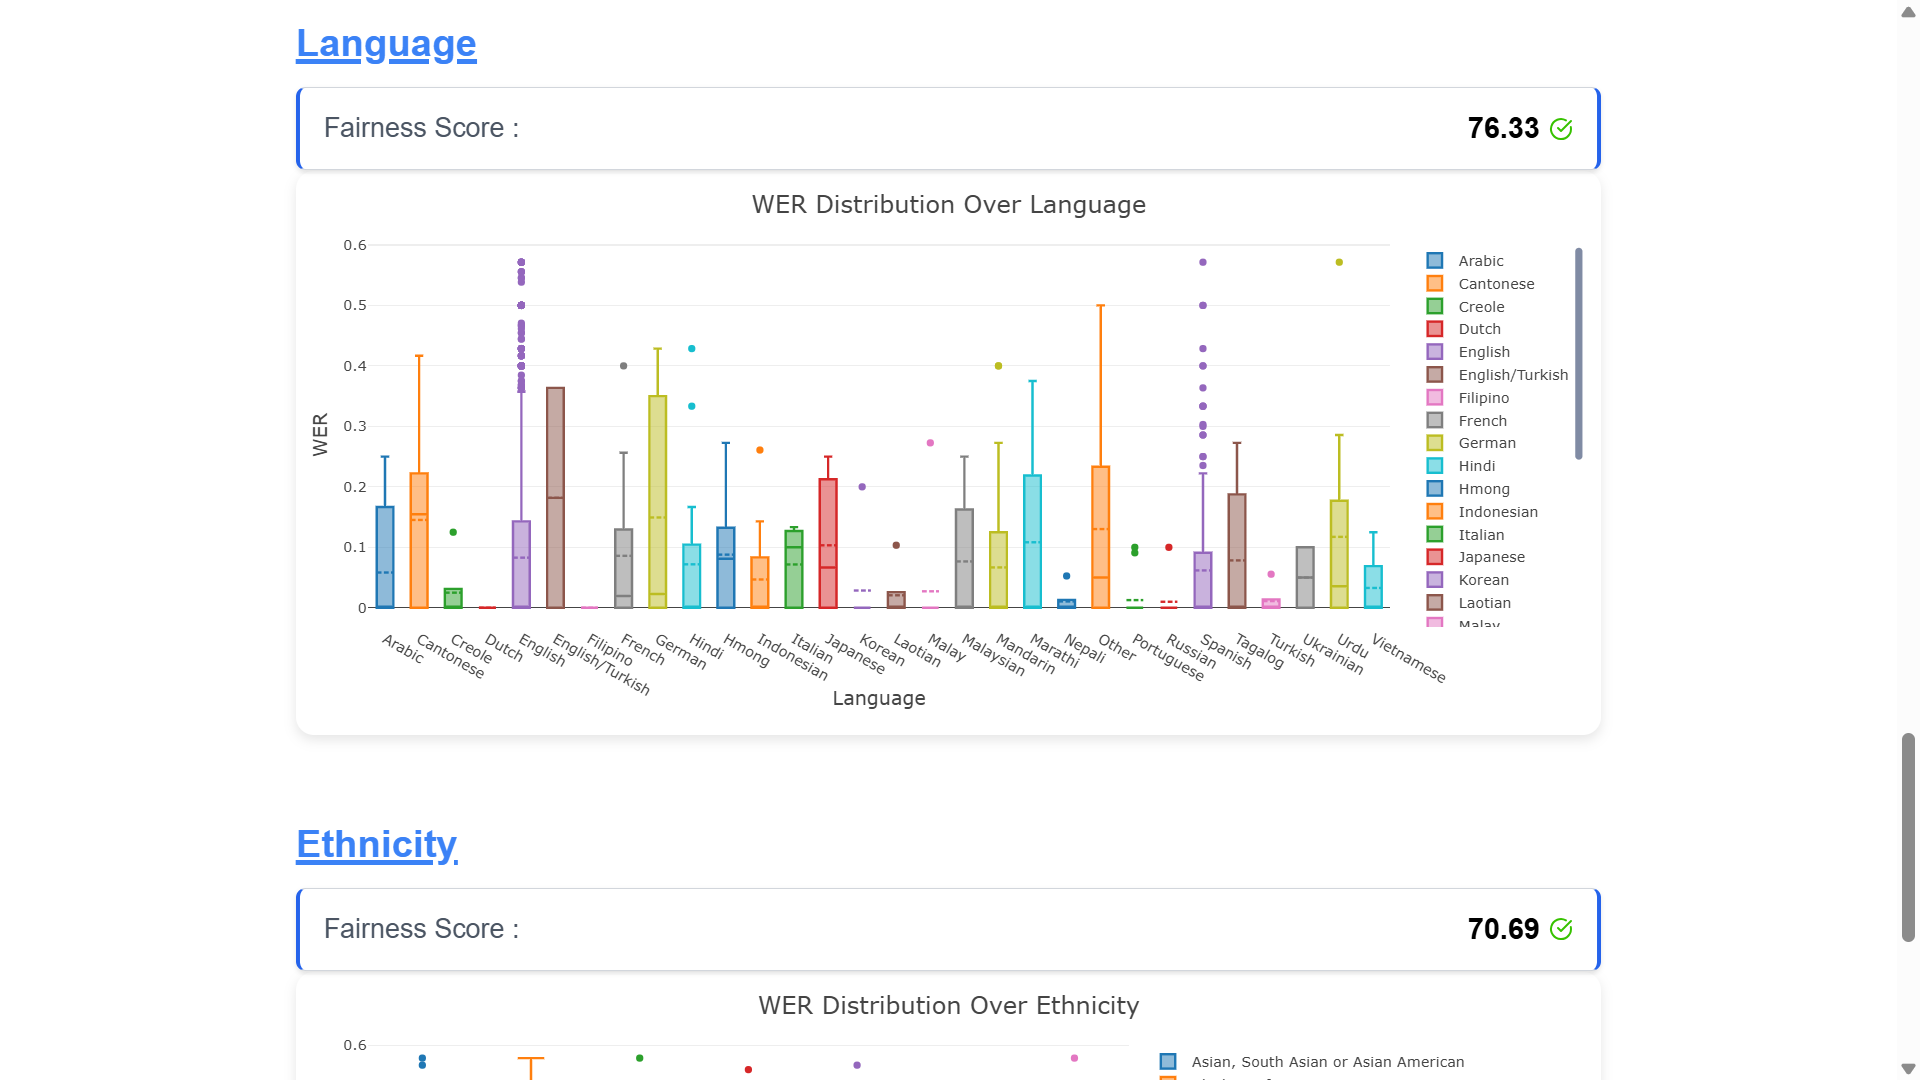 Language
Fairness Score :
76.33
WER Distribution Over Language
0.6
0.5
0.4
0.3
0.2
0.1
0
WER
Arabic
Cantonese
Creole
Dutch
English
English/Turkish
Filipino
French
German
Hindi
Hmong
Indonesian
Italian
Japanese
Korean
Laotian
Malay
Malaysian
Mandarin
Marathi
Nepali
Other
Portuguese
Russian
Spanish
Tagalog
Turkish
Ukrainian
Urdu
Vietnamese
Language
Arabic
Cantonese
Creole
Dutch
English
English/Turkish
Filipino
French
German
Hindi
Hmong
Indonesian
Italian
Japanese
Korean
Laotian
Malay
Ethnicity
Fairness Score :
70.69
WER Distribution Over Ethnicity
0.6
Asian, South Asian or Asian American